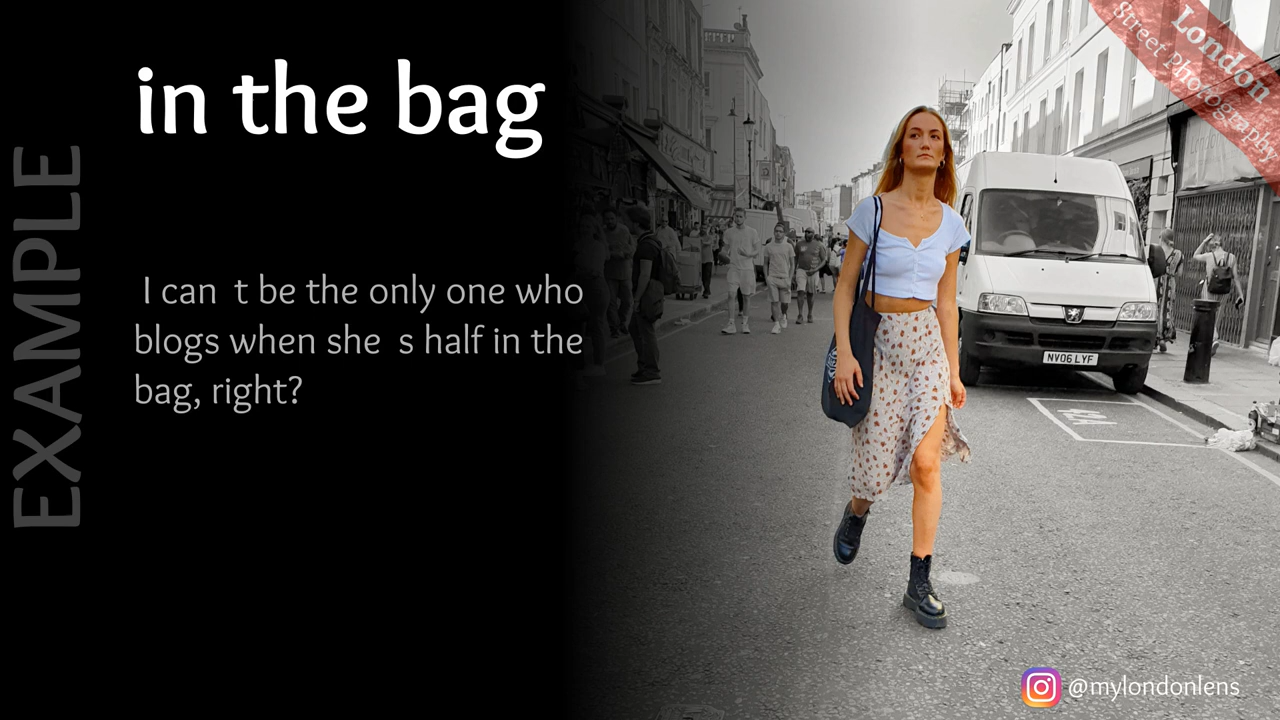 in the bag
EXAMPLE
I can t be the only one who
blogs when she s half in the
bag, right?
London
Street Photography
NV06 LYF
42A
@mylondonlens